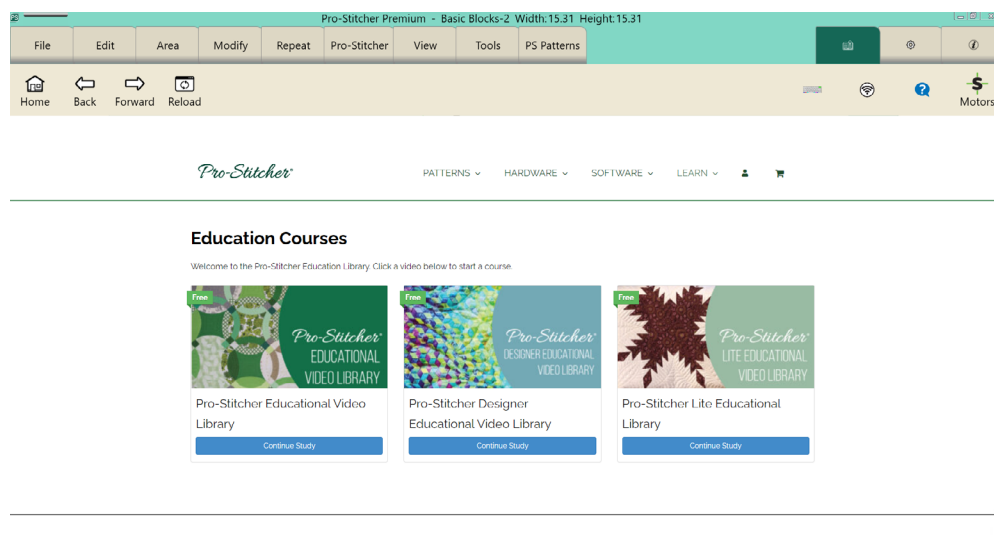 Pro-Stitcher Premium - Basic Blocks-2 Width: 15.31 Height: 15.31
File Edit Area Modify Repeat Pro-Stitcher View Tools PS Patterns
Home Back Forward Reload Motors
Pro-Stitcher® PATTERNS HARDWARE SOFTWARE LEARN
Education Courses
Welcome to the Pro-Stitcher Education Library. Click a video below to start a course.
Free
Pro-Stitcher®
EDUCATIONAL
VIDEO LIBRARY
Pro-Stitcher Educational Video
Library
Continue Study
Free
Pro-Stitcher®
DESIGNER EDUCATIONAL
VIDEO LIBRARY
Pro-Stitcher Designer
Educational Video Library
Continue Study
Free
Pro-Stitcher®
LITE EDUCATIONAL
VIDEO LIBRARY
Pro-Stitcher Lite Educational
Library
Continue Study